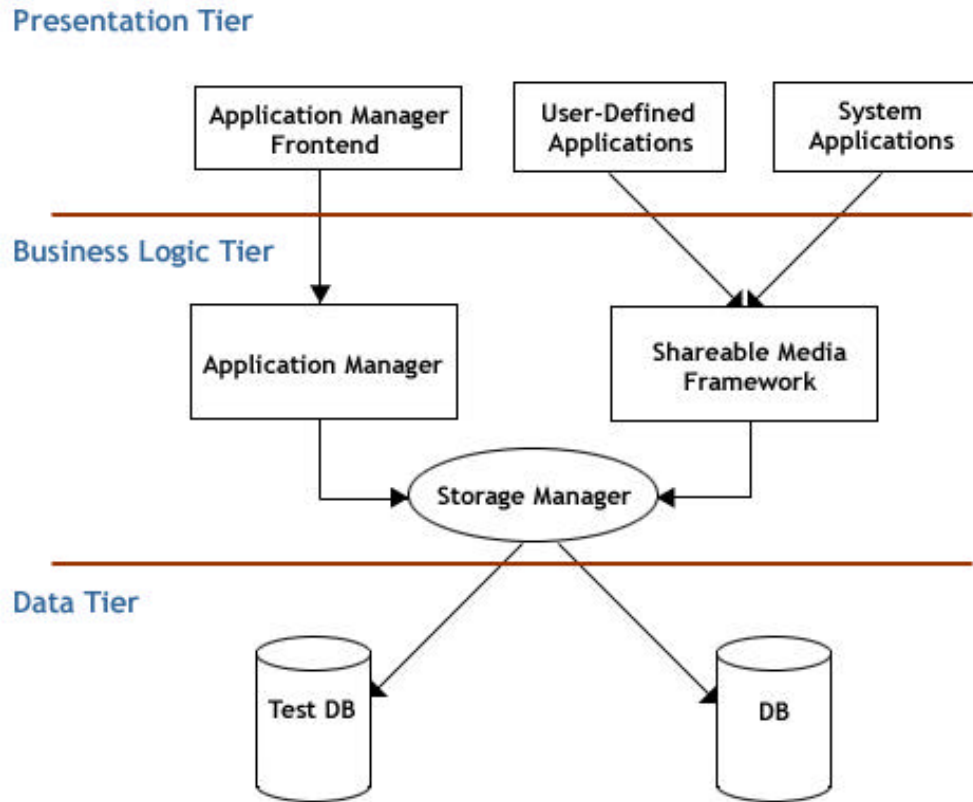 Presentation Tier
Application Manager
Frontend
User-Defined
Applications
System
Applications
Business Logic Tier
Application Manager
Shareable Media
Framework
Storage Manager
Data Tier
Test DB
DB